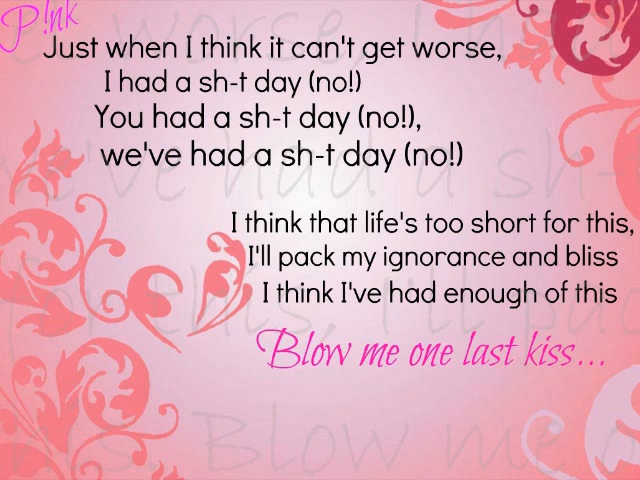 P!nk
Just when I think it can't get worse,
I had a sh-t day (no!)
You had a sh-t day (no!),
we've had a sh-t day (no!)
I think that life's too short for this,
I'll pack my ignorance and bliss
I think I've had enough of this
Blow me one last kiss...